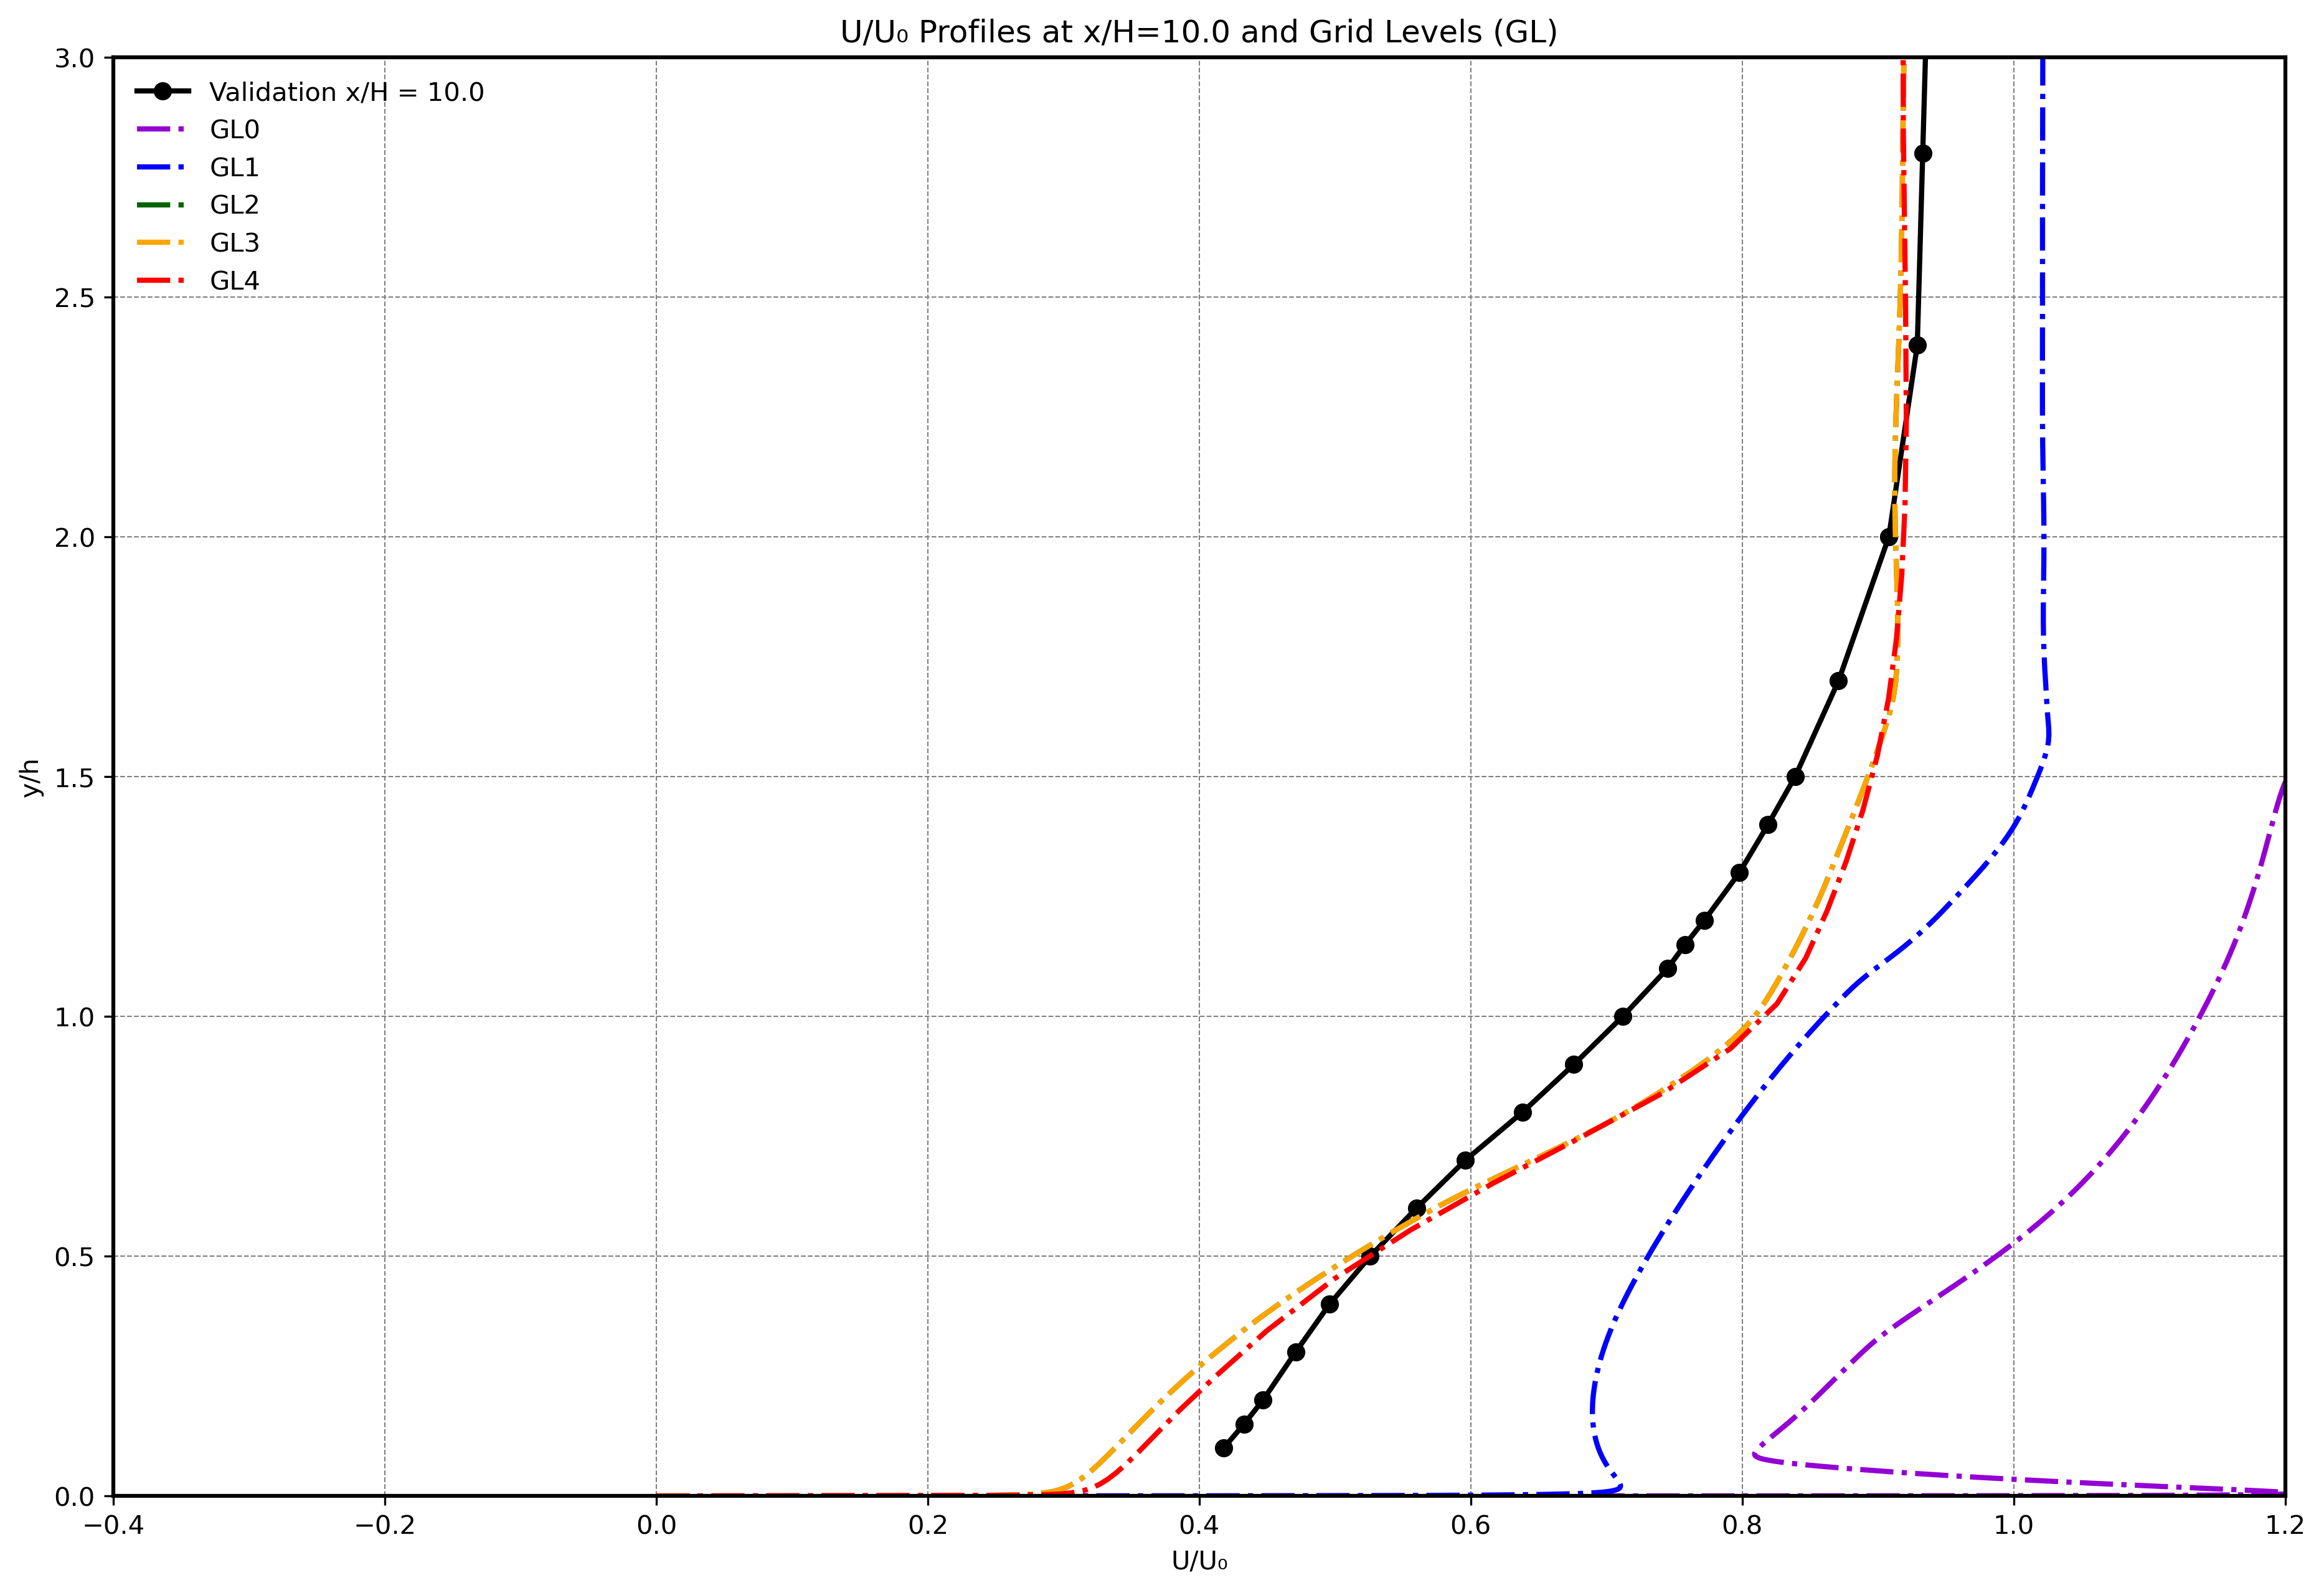 U/U₀ Profiles at x/H=10.0 and Grid Levels (GL)
3.0
Validation x/H = 10.0
GL0
GL1
GL2
GL3
GL4
2.5
2.0
1.5
y/h
1.0
0.5
0.0
−0.4 −0.2 0.0 0.2 0.4 0.6 0.8 1.0 1.2
U/U₀